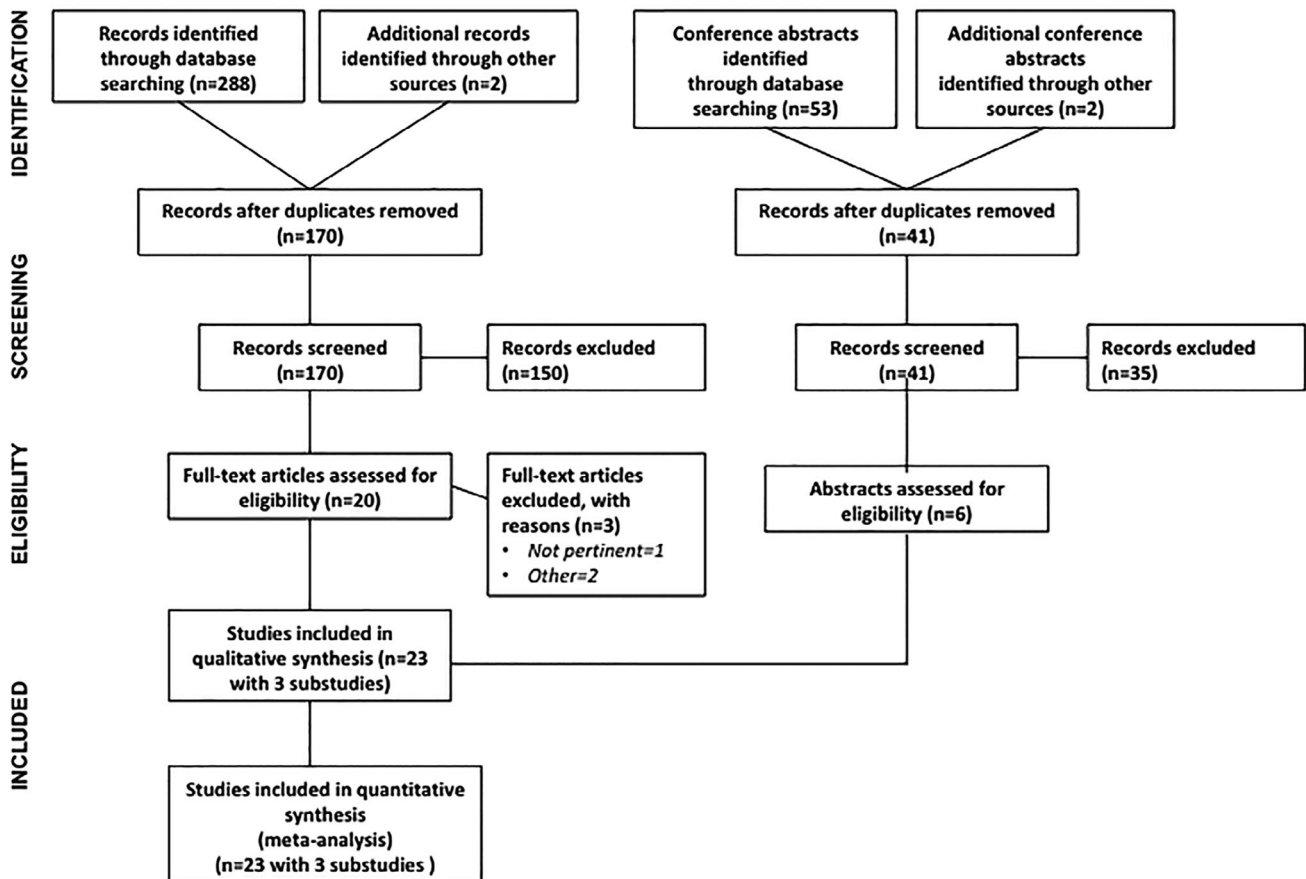 IDENTIFICATION
Records identified
through database
searching (n=288)
Additional records
identified through other
sources (n=2)
Conference abstracts
identified
through database
searching (n=53)
Additional conference
abstracts
identified through other
sources (n=2)
Records after duplicates removed
(n=170)
Records after duplicates removed
(n=41)
SCREENING
Records screened
(n=170)
Records excluded
(n=150)
Records screened
(n=41)
Records excluded
(n=35)
ELIGIBILITY
Full-text articles assessed for
eligibility (n=20)
Full-text articles
excluded, with
reasons (n=3)
• Not pertinent=1
• Other=2
Abstracts assessed for
eligibility (n=6)
INCLUDED
Studies included in
qualitative synthesis (n=23
with 3 substudies)
Studies included in quantitative
synthesis
(meta-analysis)
(n=23 with 3 substudies )